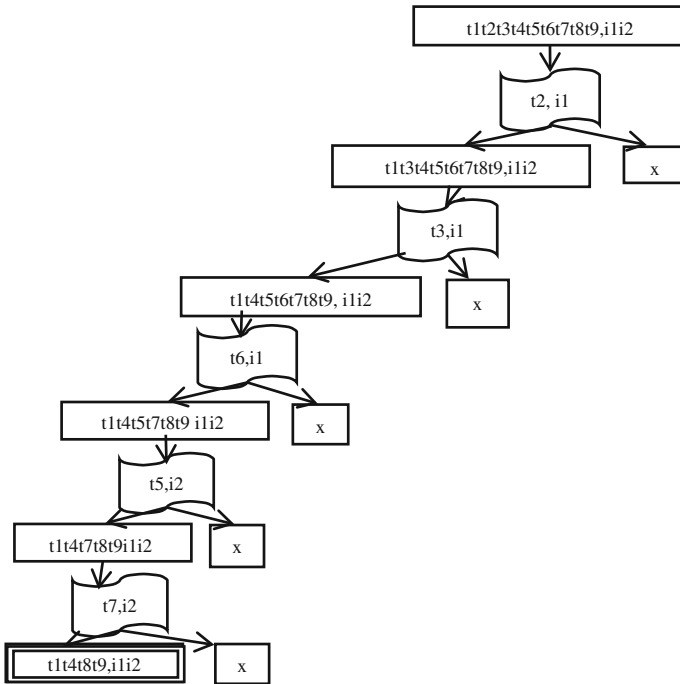 t1t2t3t4t5t6t7t8t9,i1i2
t2, i1
t1t3t4t5t6t7t8t9,i1i2
x
t3,i1
t1t4t5t6t7t8t9, i1i2
x
t6,i1
t1t4t5t7t8t9 i1i2
x
t5,i2
t1t4t7t8t9i1i2
x
t7,i2
t1t4t8t9,i1i2
x